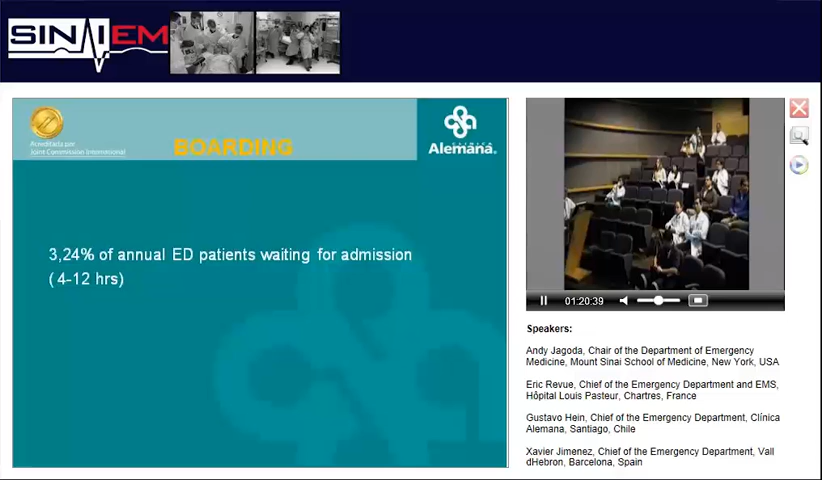 SINAIEM
Acreditada por
Joint Commission International
BOARDING
CLINICA
Alemana
3,24% of annual ED patients waiting for admission
( 4-12 hrs)
01:20:39
Speakers:
Andy Jagoda, Chair of the Department of Emergency
Medicine, Mount Sinai School of Medicine, New York, USA
Eric Revue, Chief of the Emergency Department and EMS,
Hôpital Louis Pasteur, Chartres, France
Gustavo Hein, Chief of the Emergency Department, Clínica
Alemana, Santiago, Chile
Xavier Jimenez, Chief of the Emergency Department, Vall
dHebron, Barcelona, Spain